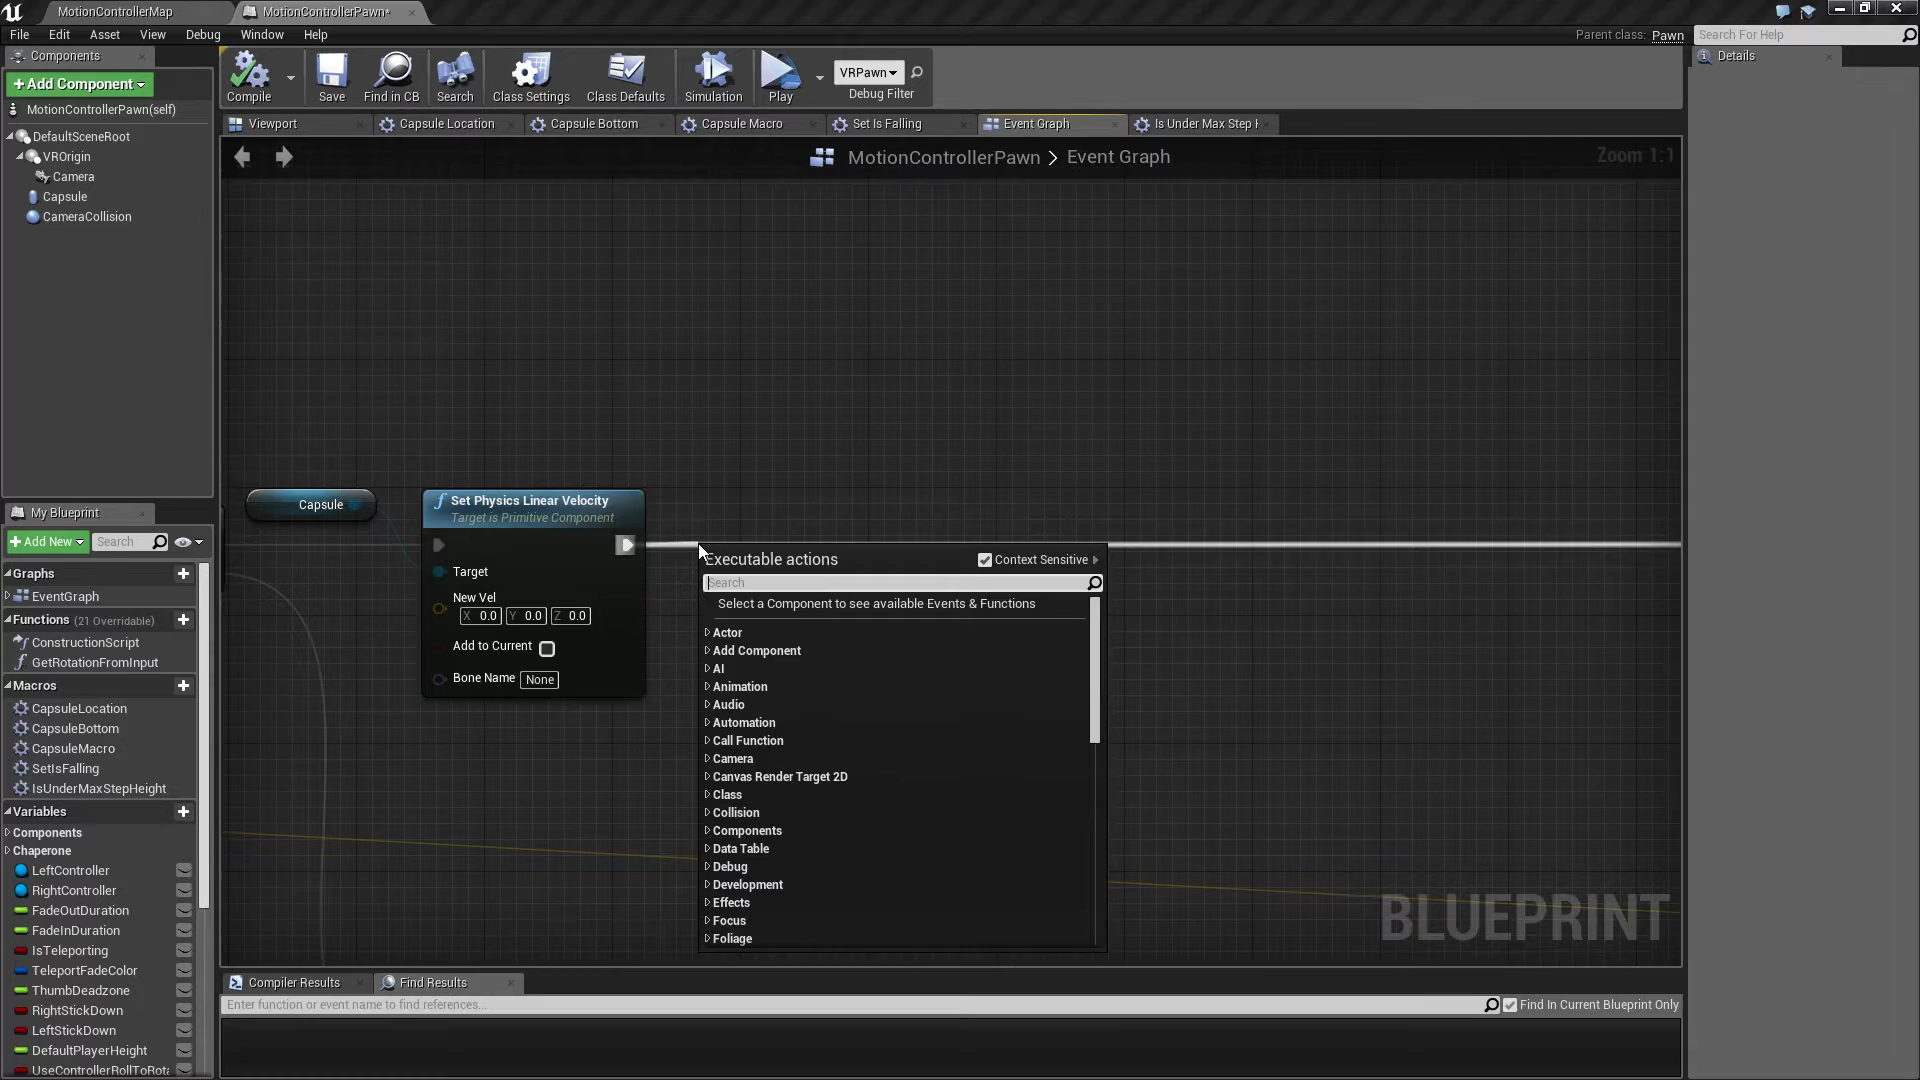 MotionControllerMap
MotionControllerPawn*
File
Edit
Asset
View
Debug
Window
Help
Parent class:
Pawn
Search For Help
Components
Add Component
MotionControllerPawn(self)
DefaultSceneRoot
VROrigin
Camera
Capsule
CameraCollision
Compile
Save
Find in CB
Search
Class Settings
Class Defaults
Simulation
Play
VRPawn
Debug Filter
Details
Viewport
Capsule Location
Capsule Bottom
Capsule Macro
Set Is Falling
Event Graph
Is Under Max Step
MotionControllerPawn > Event Graph
Zoom 1:1
Capsule
Set Physics Linear Velocity
Target is Primitive Component
Target
New Vel
X 0.0 Y 0.0 Z 0.0
Add to Current
Bone Name None
Executable actions
Context Sensitive
Search
Select a Component to see available Events & Functions
Actor
Add Component
AI
Animation
Audio
Automation
Call Function
Camera
Canvas Render Target 2D
Class
Collision
Components
Data Table
Debug
Development
Effects
Focus
Foliage
BLUEPRINT
My Blueprint
Add New
Search
Graphs
EventGraph
Functions (21 Overridable)
ConstructionScript
GetRotationFromInput
Macros
CapsuleLocation
CapsuleBottom
CapsuleMacro
SetIsFalling
IsUnderMaxStepHeight
Variables
Components
Chaperone
LeftController
RightController
FadeOutDuration
FadeInDuration
IsTeleporting
TeleportFadeColor
ThumbDeadzone
RightStickDown
LeftStickDown
DefaultPlayerHeight
UseControllerRollToRota
Compiler Results
Find Results
Enter function or event name to find references...
Find In Current Blueprint Only